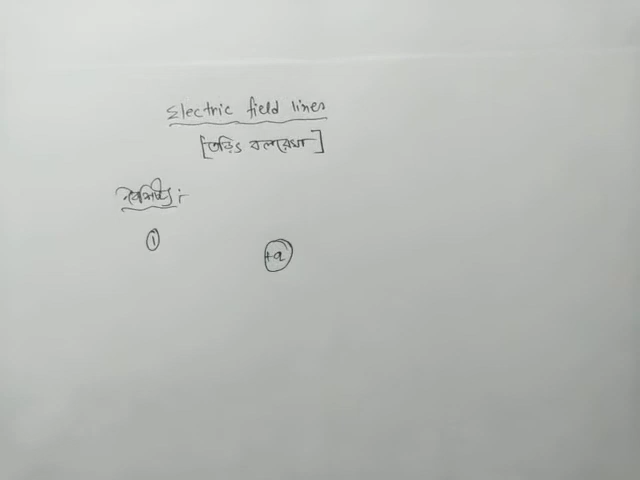 Electric field lines
[তড়িৎ বলরেখা]
বৈশিষ্ট্য :-
①
+q